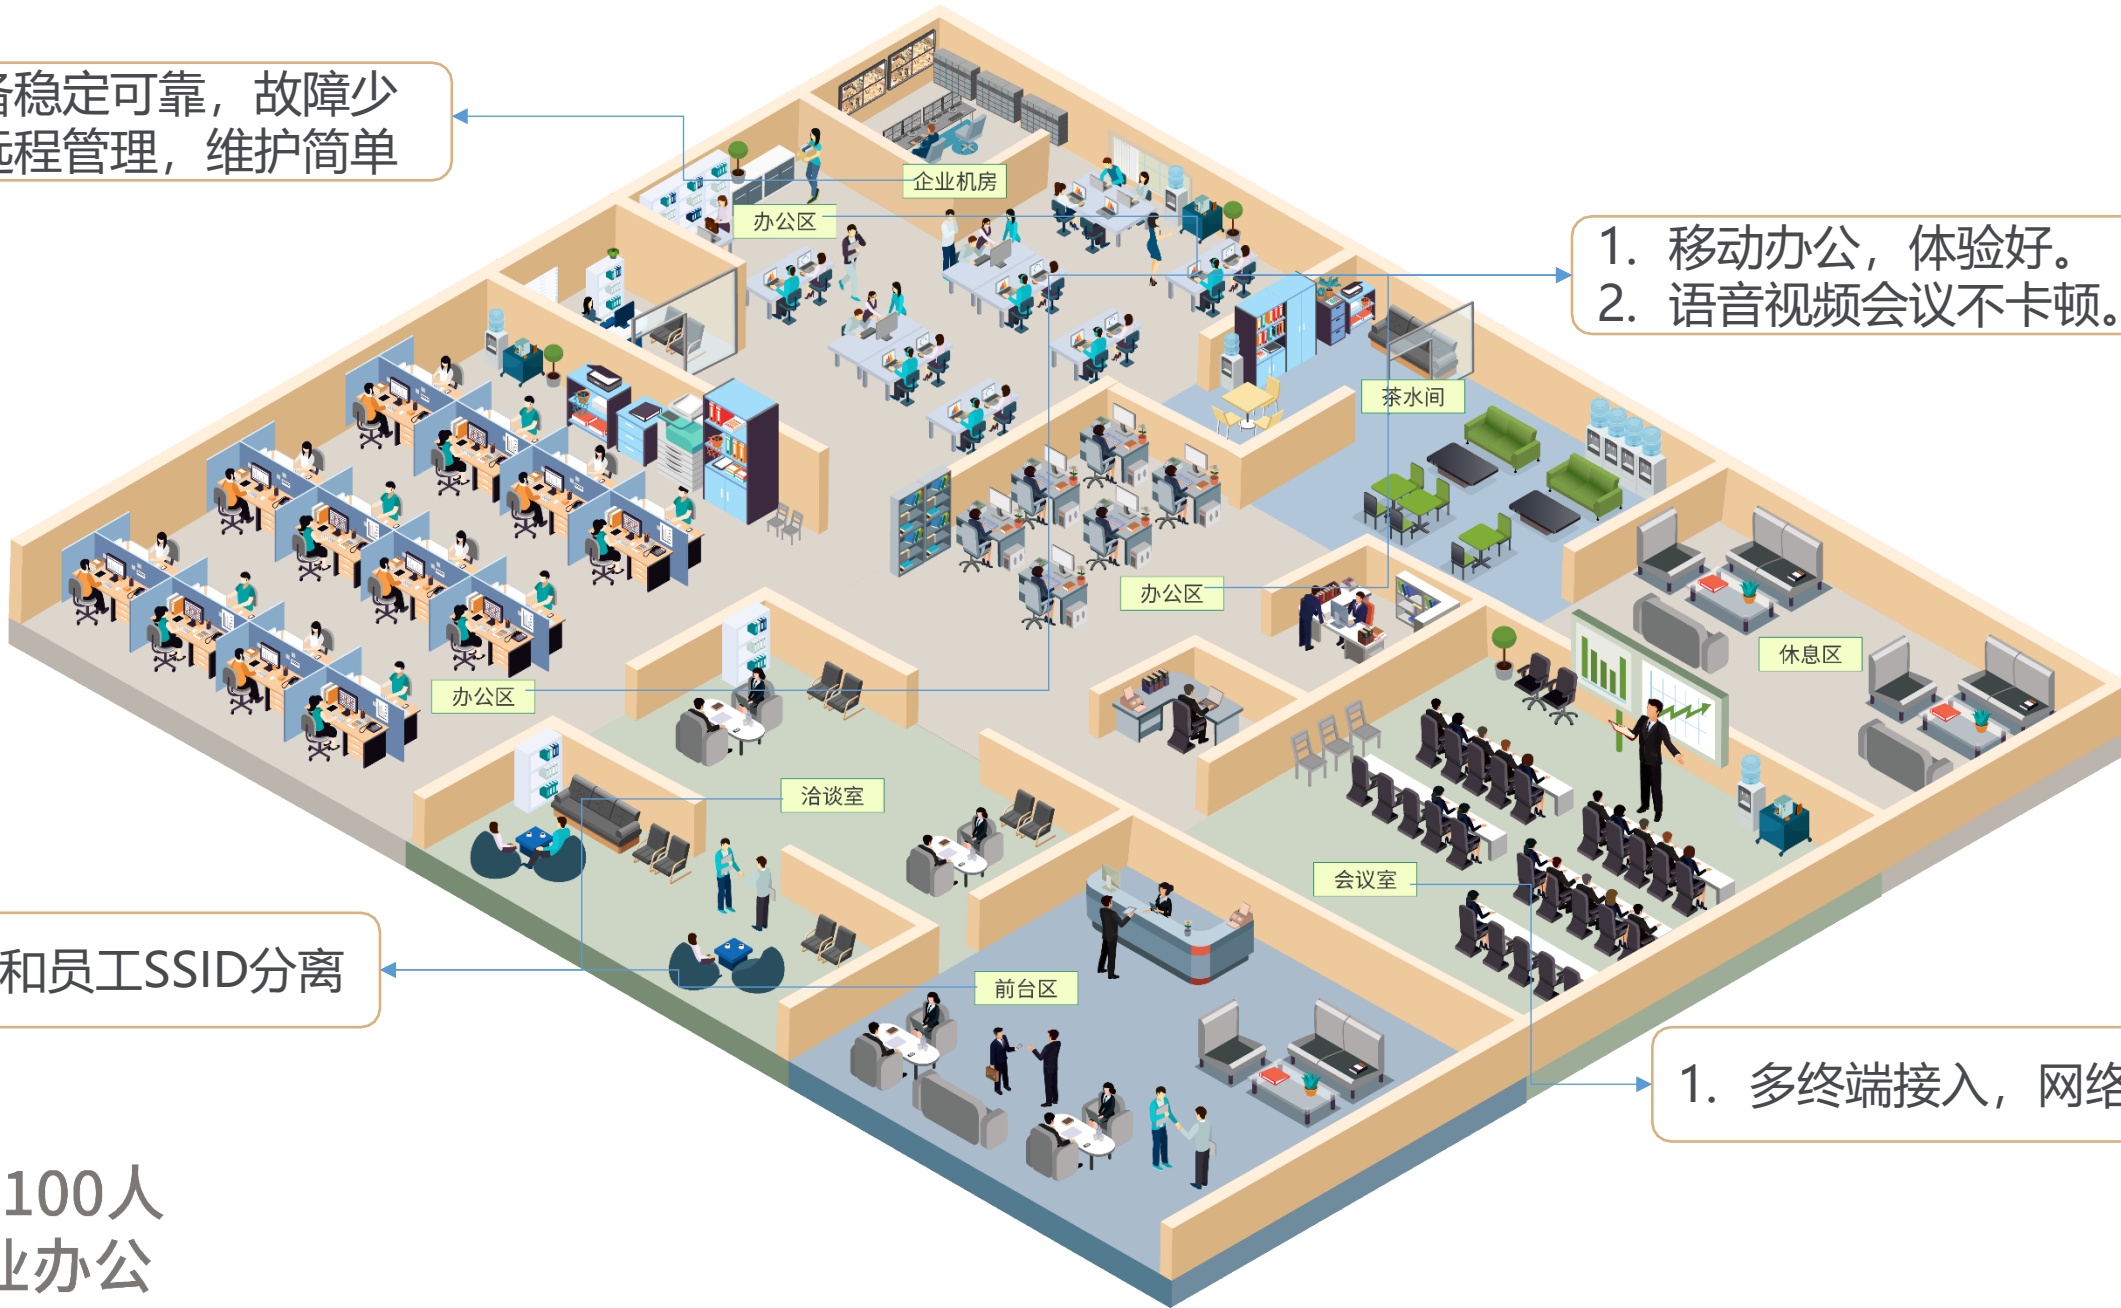 备稳定可靠，故障少
远程管理，维护简单
企业机房
办公区
1. 移动办公，体验好。
2. 语音视频会议不卡顿。
茶水间
办公区
休息区
办公区
洽谈室
会议室
和员工SSID分离
前台区
1. 多终端接入，网络
100人
业办公